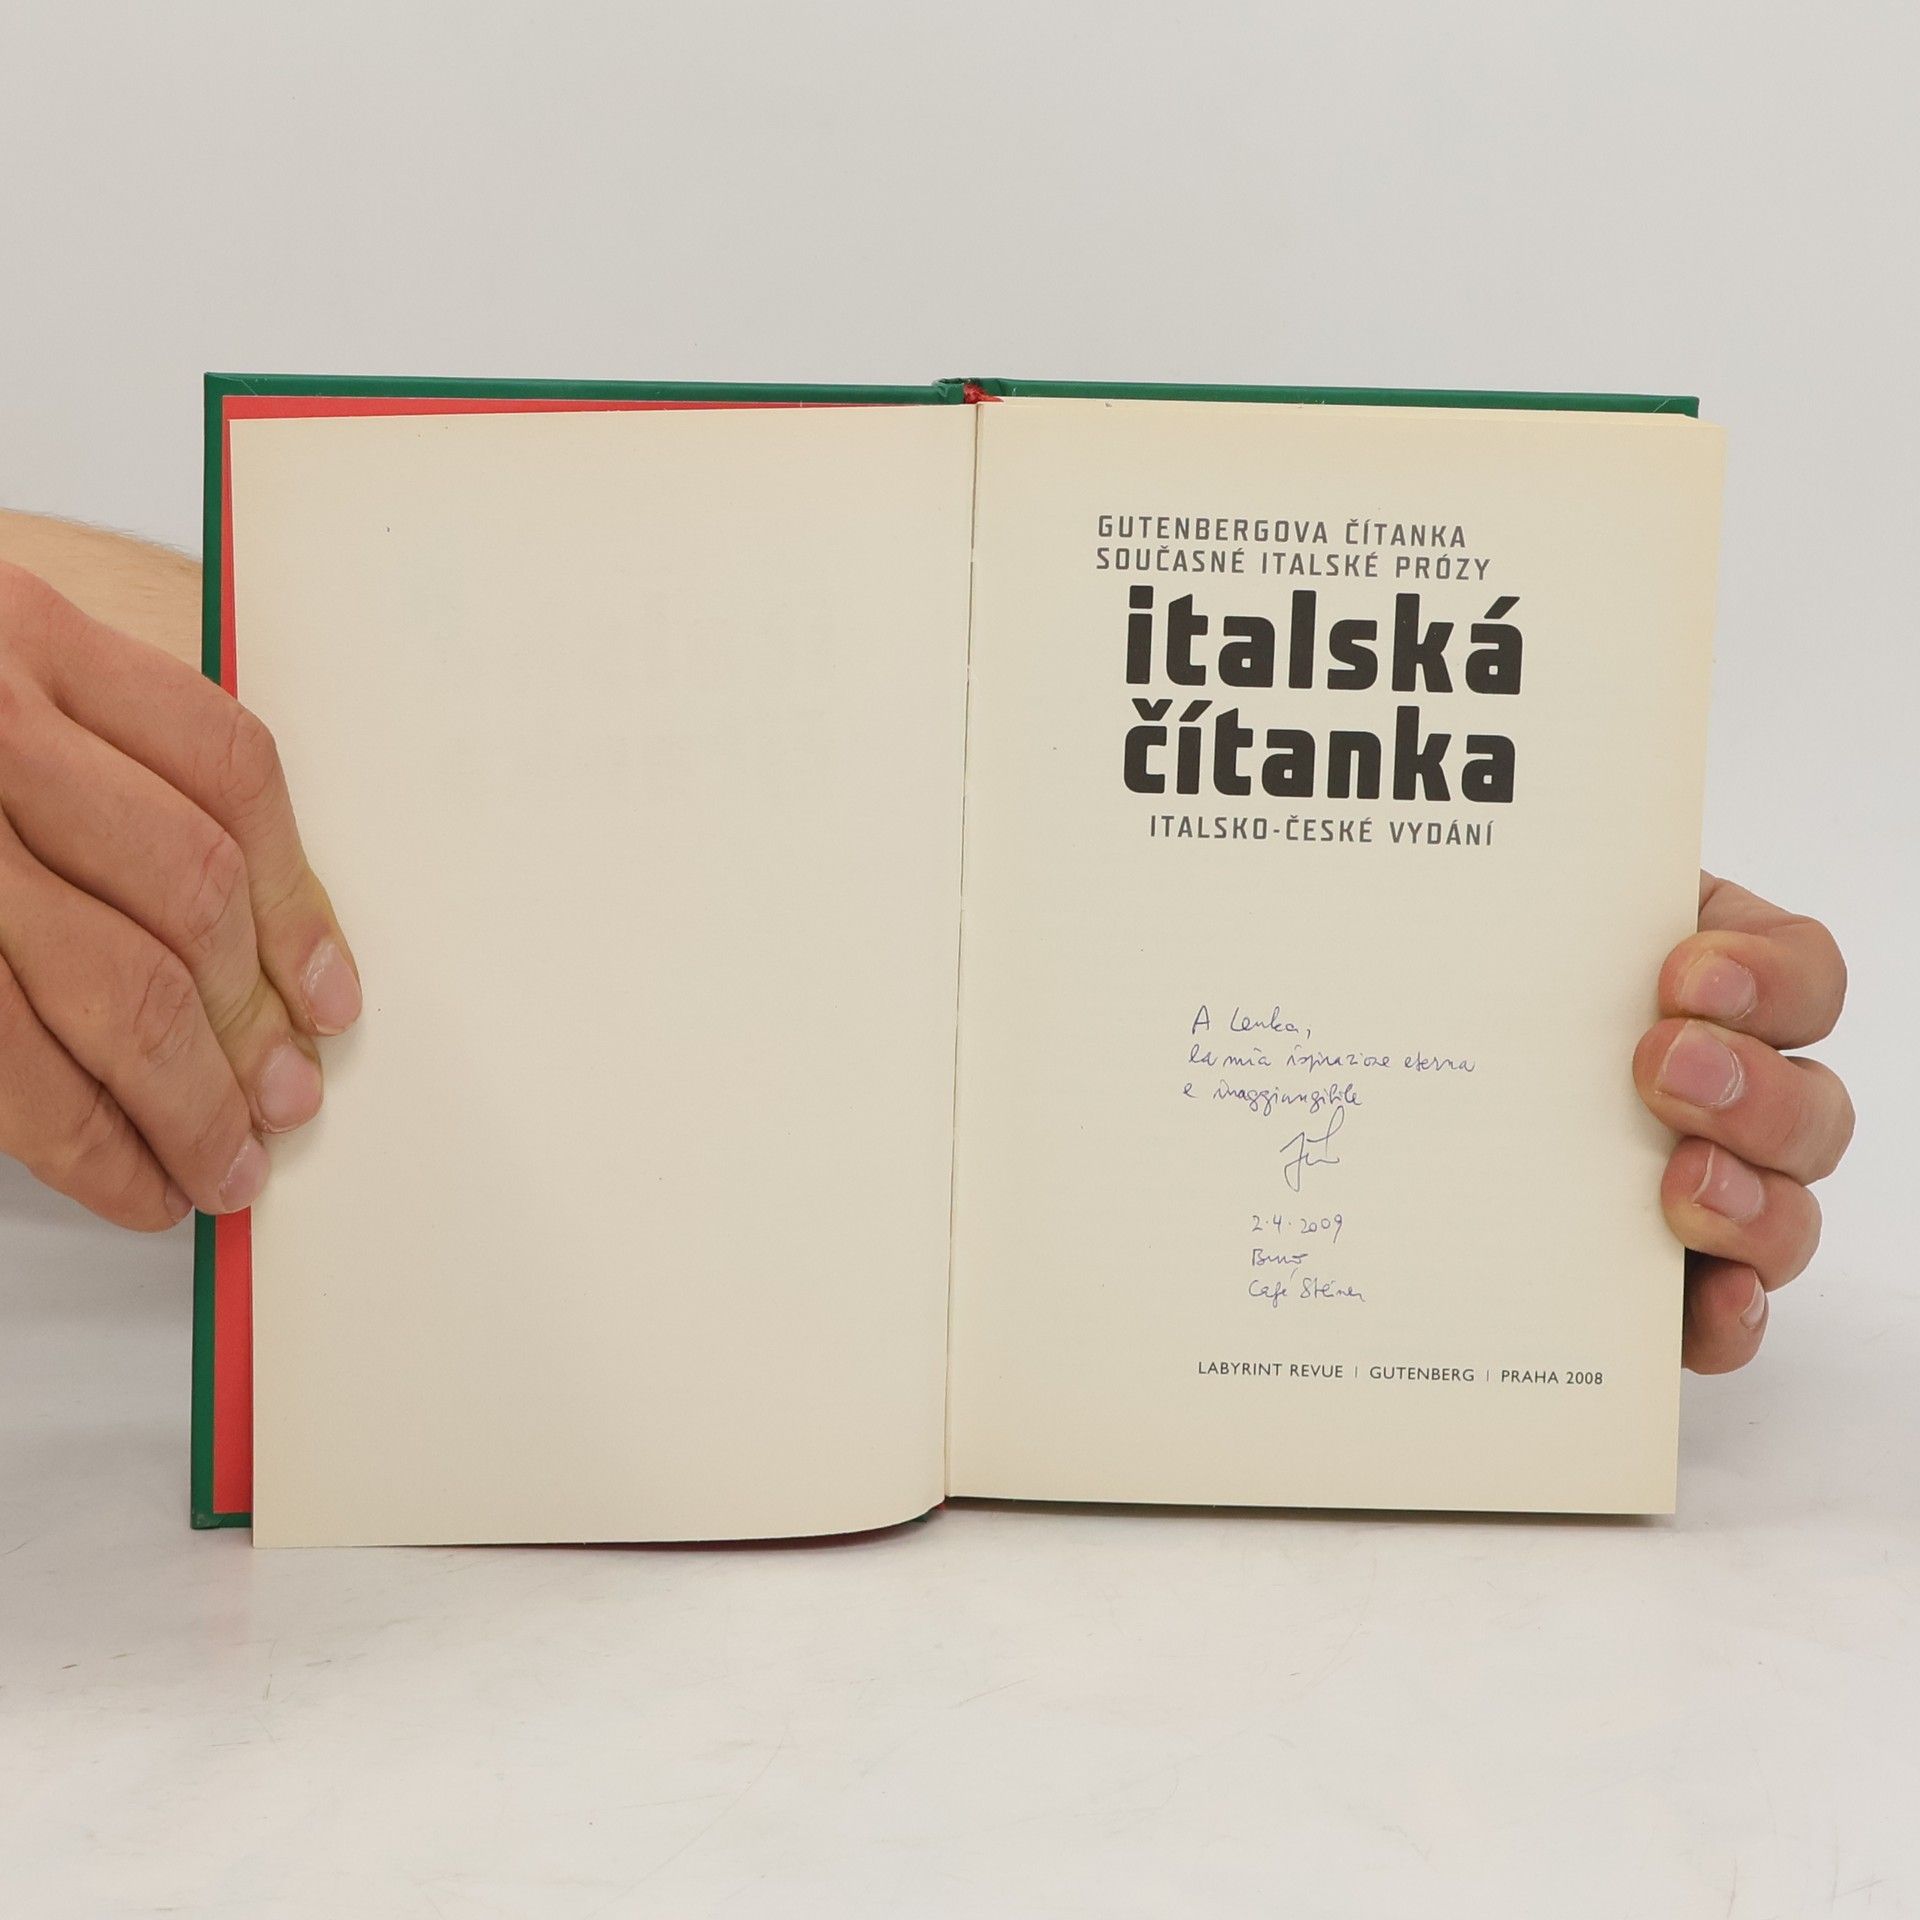 GUTENBERGOVA ČÍTANKA
SOUČASNÉ ITALSKÉ PRÓZY
italská
čítanka
ITALSKO-ČESKÉ VYDÁNÍ
A Lenka,
la mia ispirazione eterna
e inaggiungibile
2.4.2009
Brno
Café Steiner
LABYRINT REVUE | GUTENBERG | PRAHA 2008